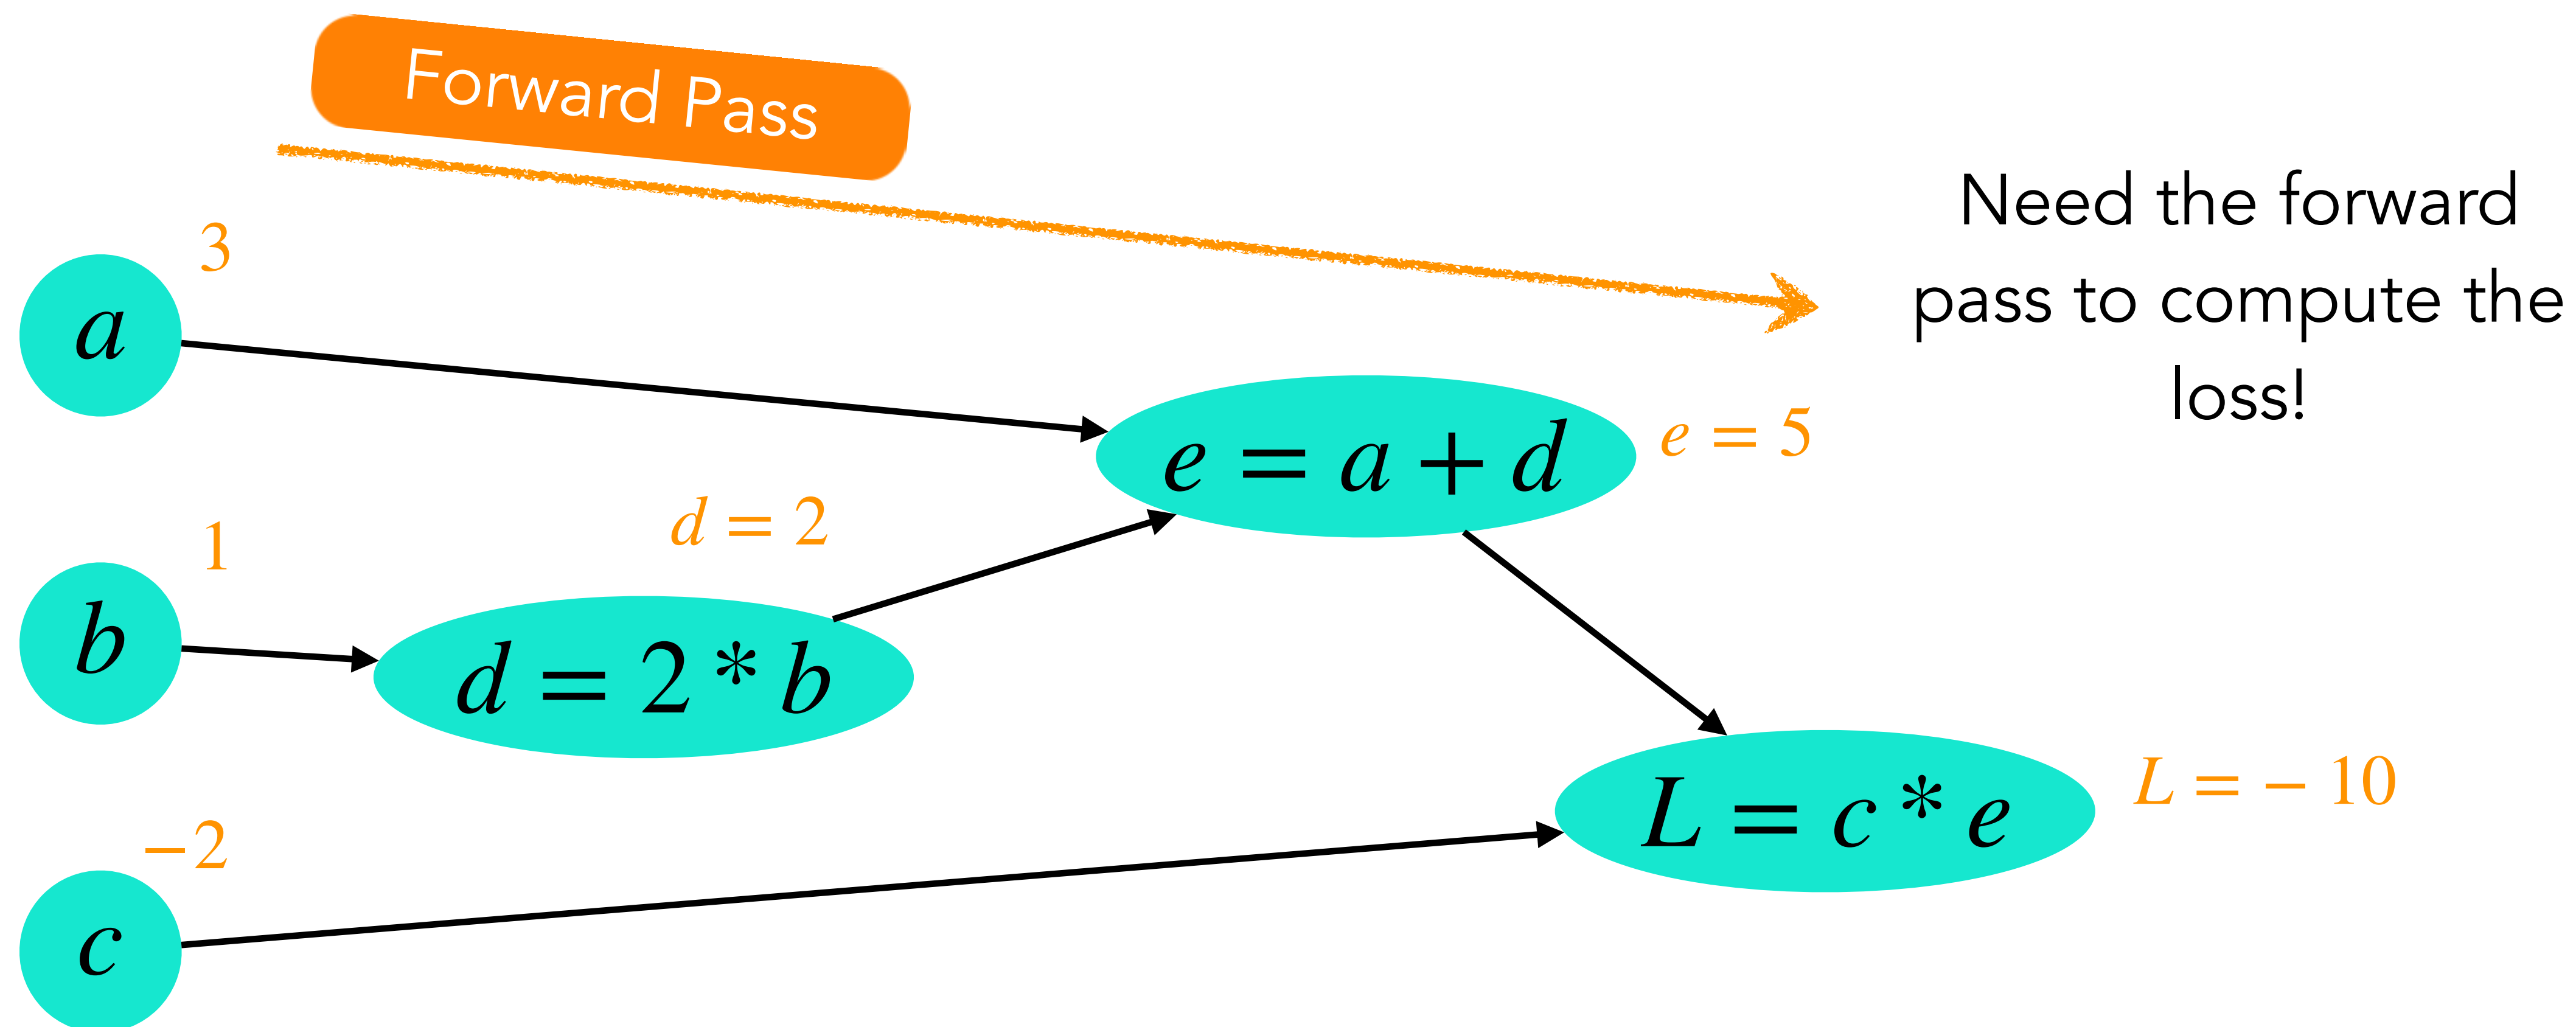 Forward Pass
Need the forward
pass to compute the
loss!
3
a
e = a + d
e = 5
1
d = 2
b
d = 2 * b
−2
L = c * e
L = − 10
c